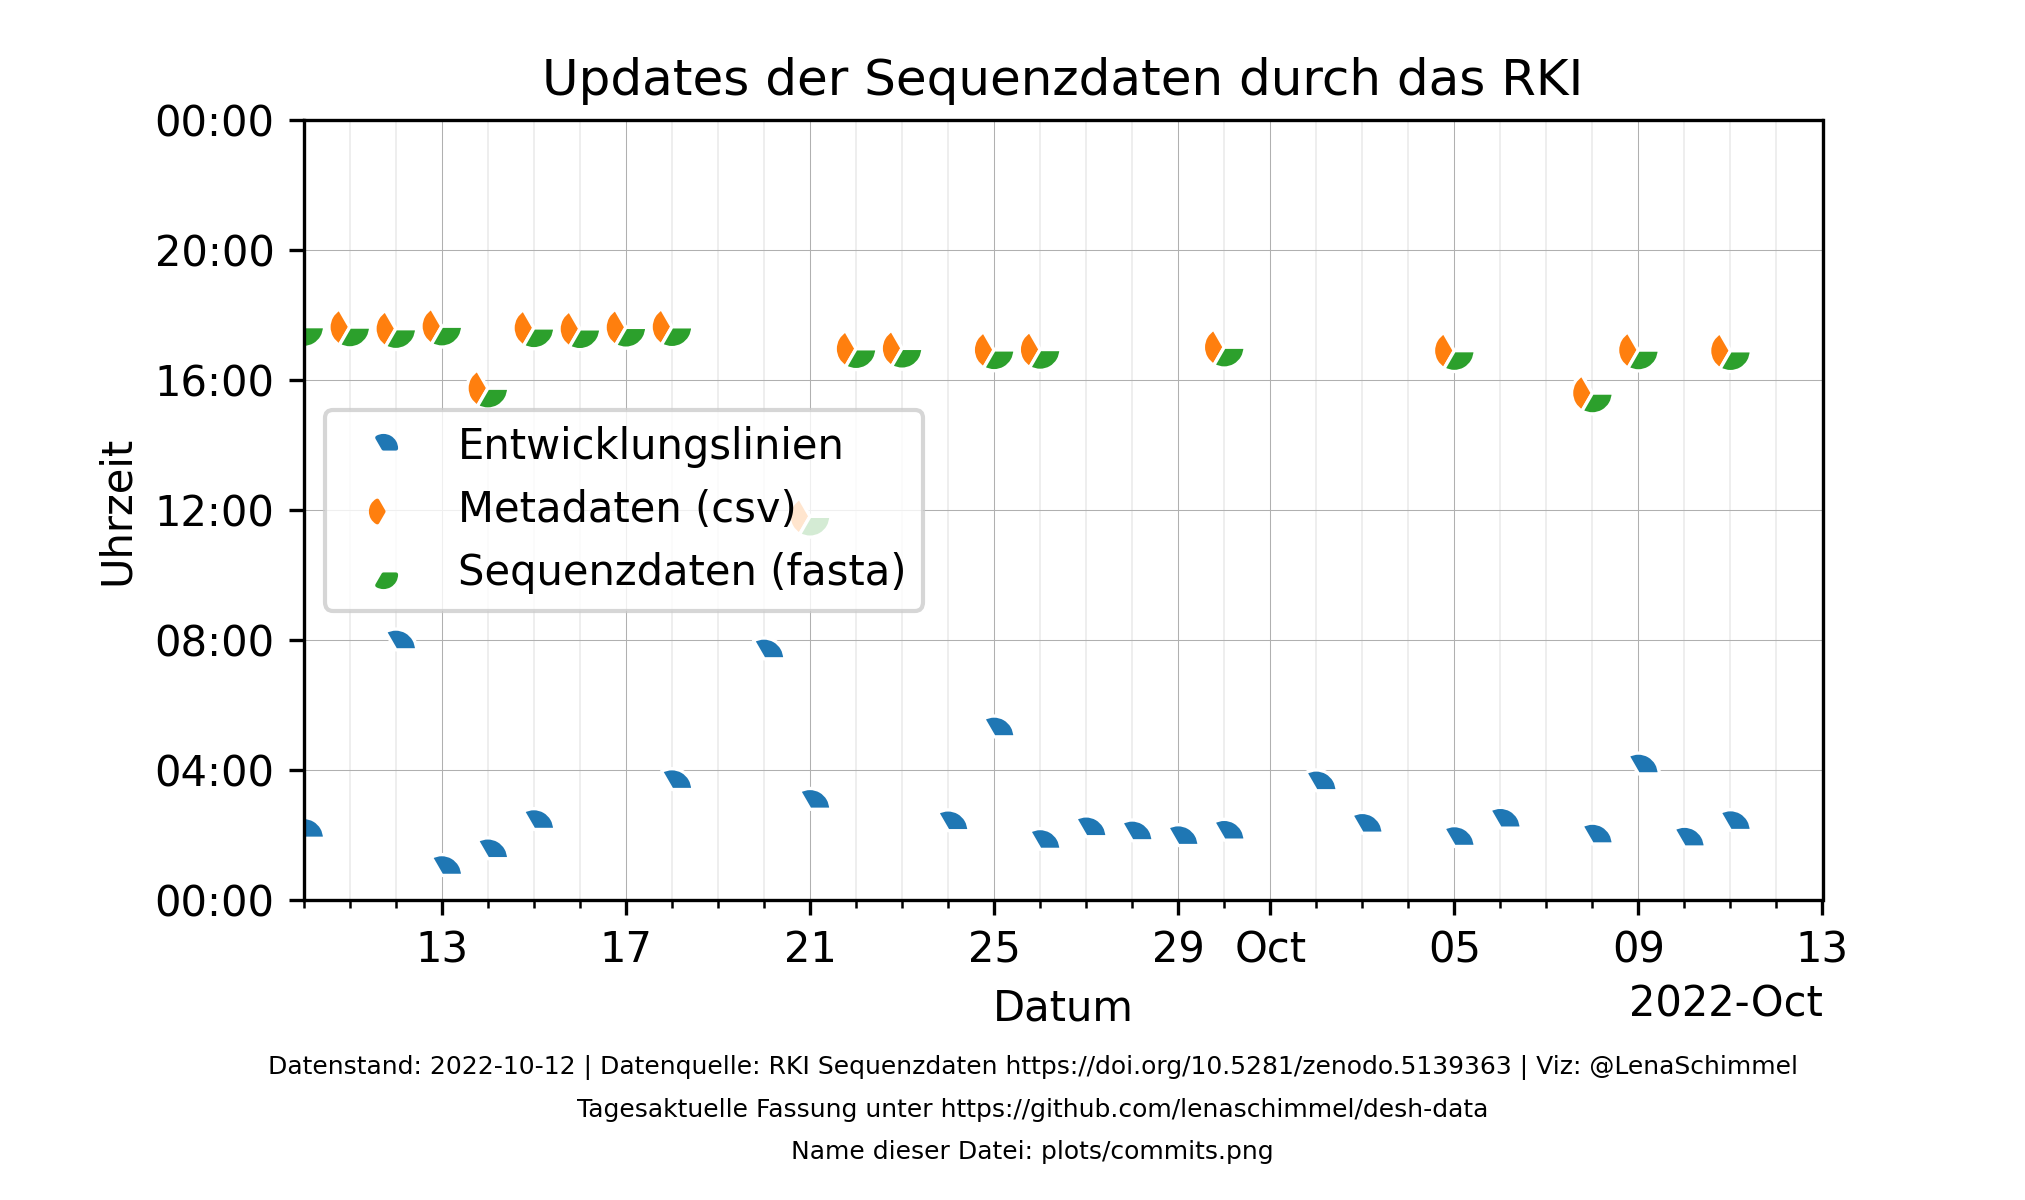 Updates der Sequenzdaten durch das RKI
00:00
20:00
16:00
12:00
08:00
04:00
00:00
Uhrzeit
Entwicklungslinien
Metadaten (csv)
Sequenzdaten (fasta)
13 17 21 25 29 Oct 05 09 13
2022-Oct
Datum
Datenstand: 2022-10-12 | Datenquelle: RKI Sequenzdaten https://doi.org/10.5281/zenodo.5139363 | Viz: @LenaSchimmel
Tagesaktuelle Fassung unter https://github.com/lenaschimmel/desh-data
Name dieser Datei: plots/commits.png